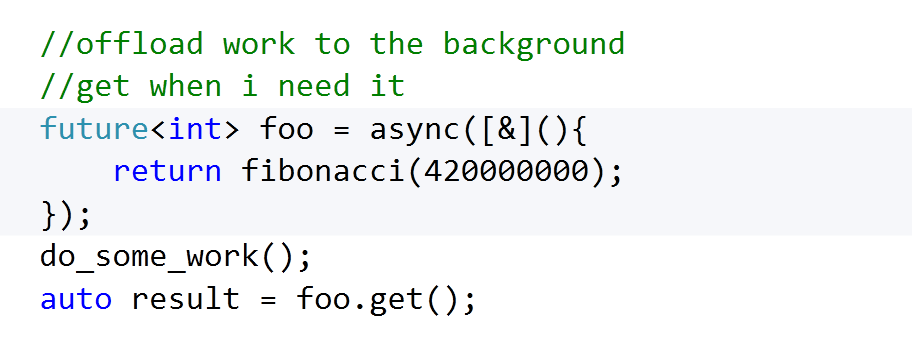 //offload work to the background
//get when i need it
future<int> foo = async([&](){
    return fibonacci(420000000);
});
do_some_work();
auto result = foo.get();